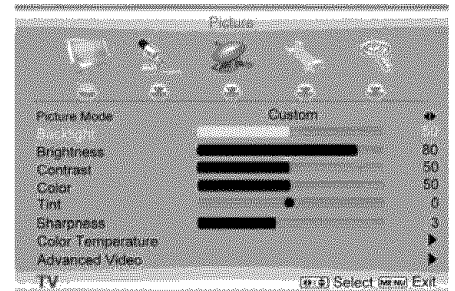 Picture
Picture Mode Custom
Backlight 50
Brightness 80
Contrast 50
Color 50
Tint 0
Sharpness 3
Color Temperature
Advanced Video
TV Select Exit